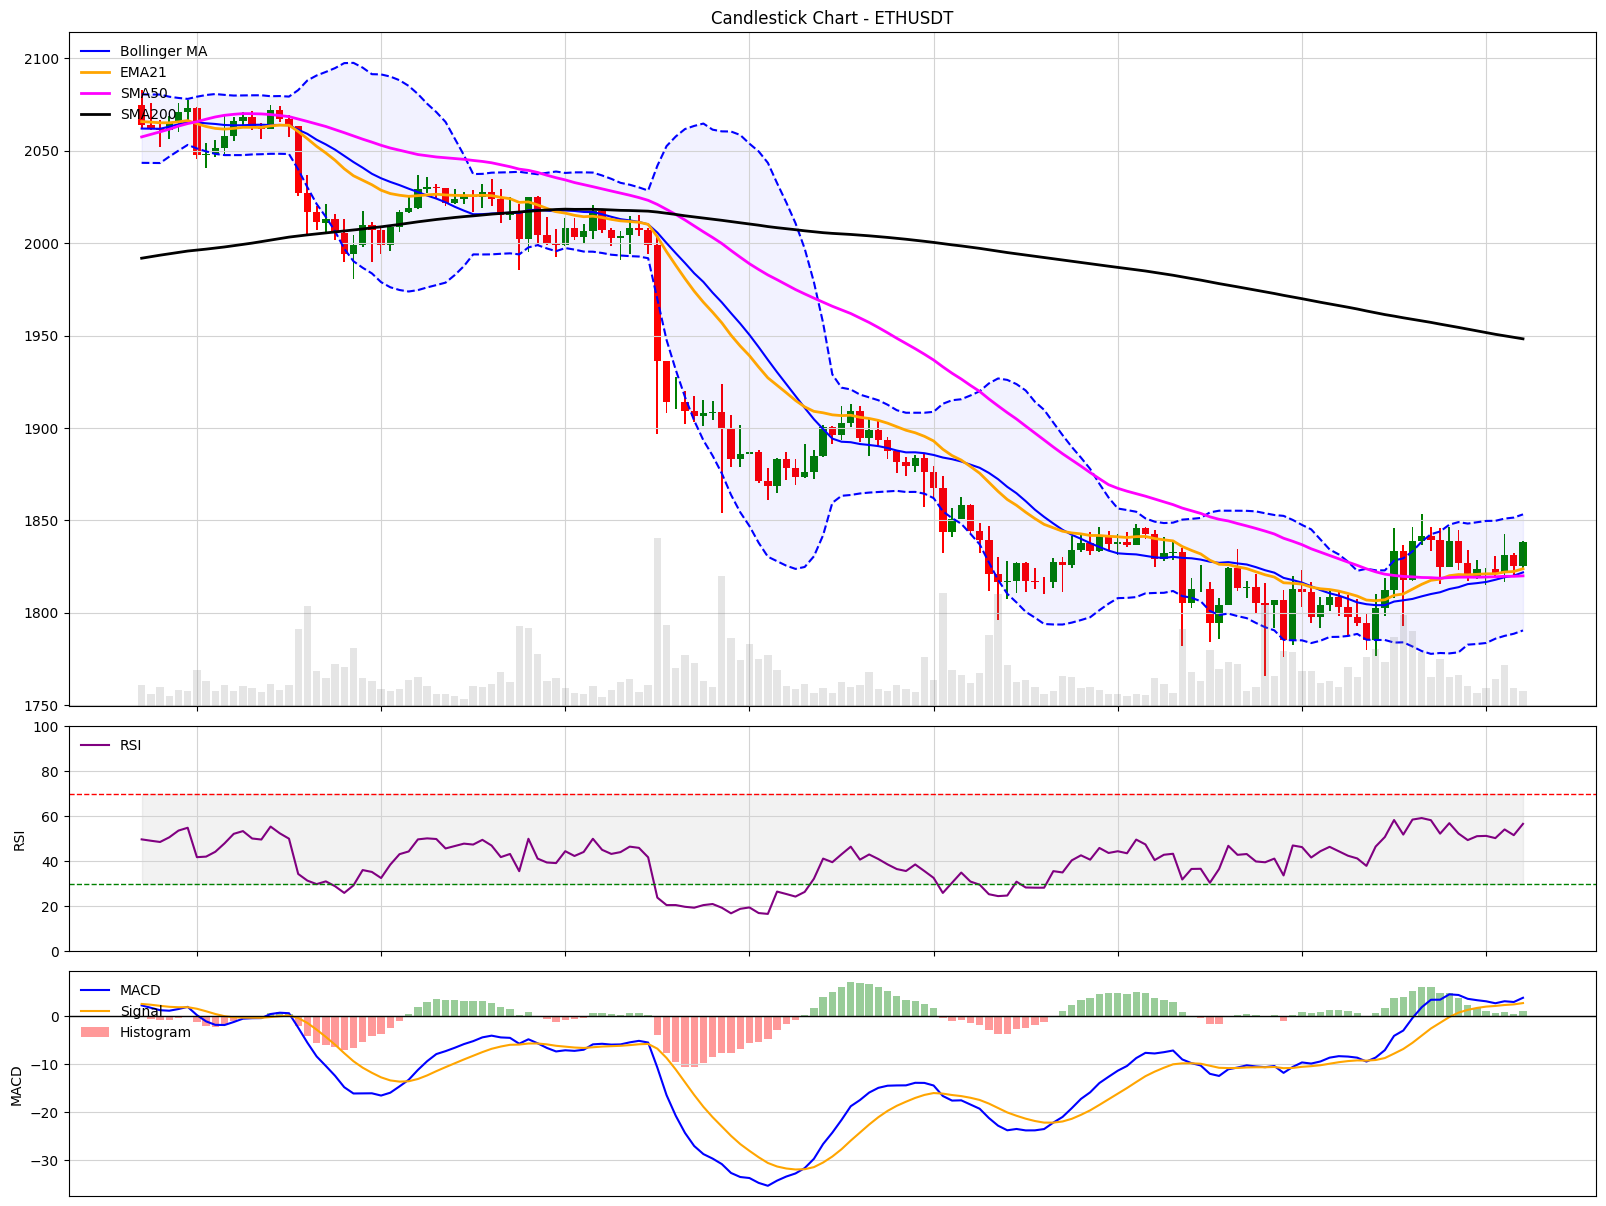 Candlestick Chart - ETHUSDT
Bollinger MA
EMA21
SMA50
SMA200
2100
2050
2000
1950
1900
1850
1800
1750
RSI
RSI
100
80
60
40
20
0
MACD
Signal
Histogram
MACD
0
−10
−20
−30